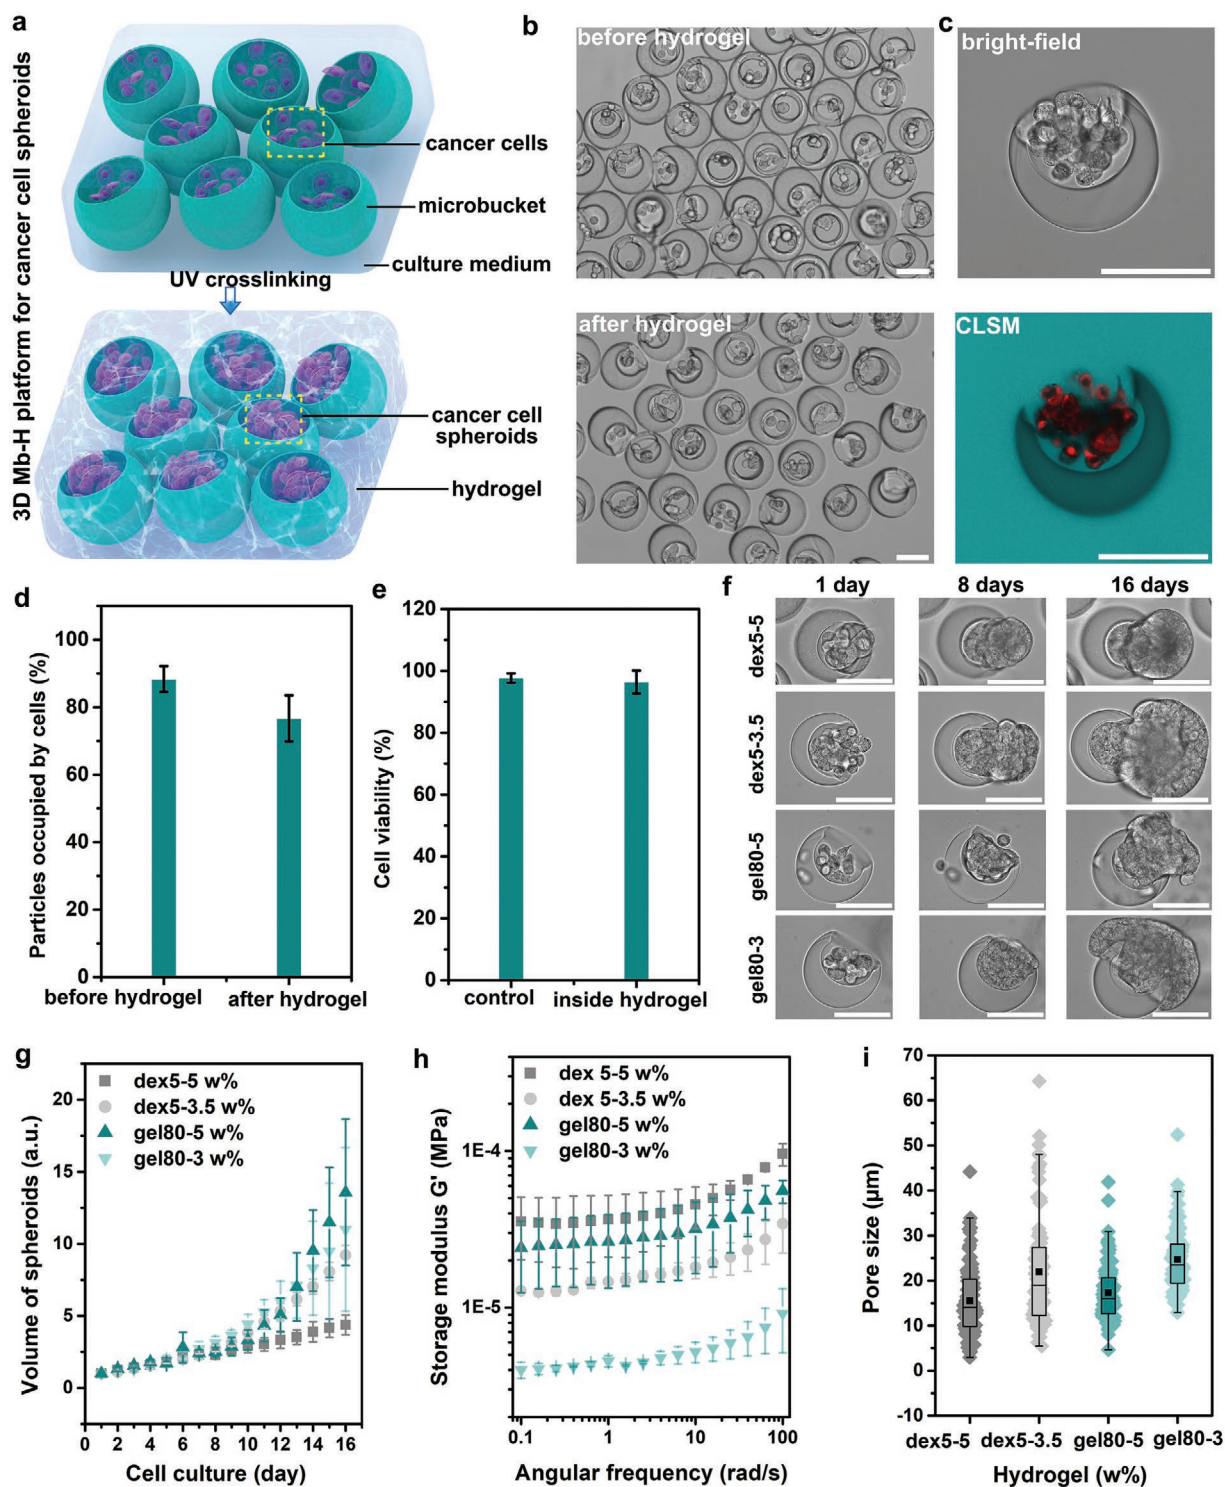 a
3D Mb-H platform for cancer cell spheroids
cancer cells
microbucket
culture medium
UV crosslinking
cancer cell
spheroids
hydrogel
b
before hydrogel
after hydrogel
c
bright-field
CLSM
d
Particles occupied by cells (%)
100
80
60
40
20
0
before hydrogel
after hydrogel
e
Cell viability (%)
120
100
80
60
40
20
0
control
inside hydrogel
f
1 day
8 days
16 days
dex5-5
dex5-3.5
gel80-5
gel80-3
g
Volume of spheroids (a.u.)
20
15
10
5
0
dex5-5 w%
dex5-3.5 w%
gel80-5 w%
gel80-3 w%
0 2 4 6 8 10 12 14 16
Cell culture (day)
h
Storage modulus G' (MPa)
1E-4
1E-5
dex 5-5 w%
dex 5-3.5 w%
gel80-5 w%
gel80-3 w%
0.1 1 10 100
Angular frequency (rad/s)
i
Pore size (μm)
70
60
50
40
30
20
10
0
-10
dex5-5 dex5-3.5 gel80-5 gel80-3
Hydrogel (w%)